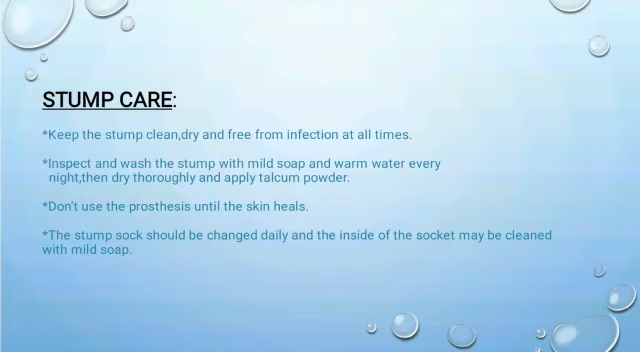 STUMP CARE:
*Keep the stump clean,dry and free from infection at all times.
*Inspect and wash the stump with mild soap and warm water every
night,then dry thoroughly and apply talcum powder.
*Don't use the prosthesis until the skin heals.
*The stump sock should be changed daily and the inside of the socket may be cleaned
with mild soap.